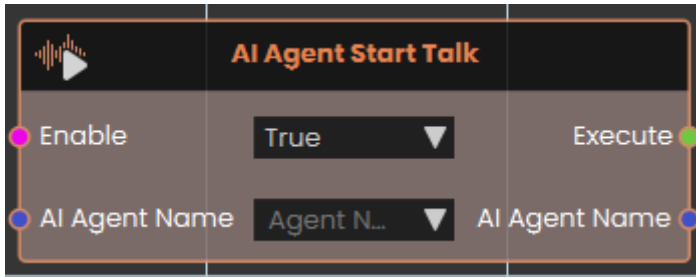 AI Agent Start Talk
Enable True Execute
AI Agent Name Agent N... AI Agent Name